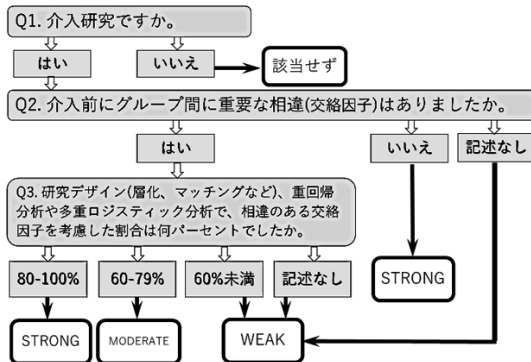 Q1. 介入研究ですか。
はい
いいえ
該当せず
Q2. 介入前にグループ間に重要な相違(交絡因子)はありましたか。
はい
いいえ
記述なし
Q3. 研究デザイン(層化、マッチングなど)、重回帰
分析や多重ロジスティック分析で、相違のある交絡
因子を考慮した割合は何パーセントでしたか。
80-100%
60-79%
60%未満
記述なし
STRONG
STRONG
MODERATE
WEAK